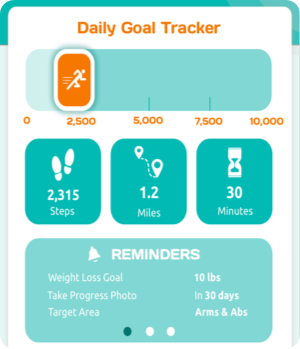 Daily Goal Tracker
0 2,500 5,000 7,500 10,000
2,315 1.2 30
Steps Miles Minutes
REMINDERS
Weight Loss Goal 10 lbs
Take Progress Photo In 30 days
Target Area Arms & Abs